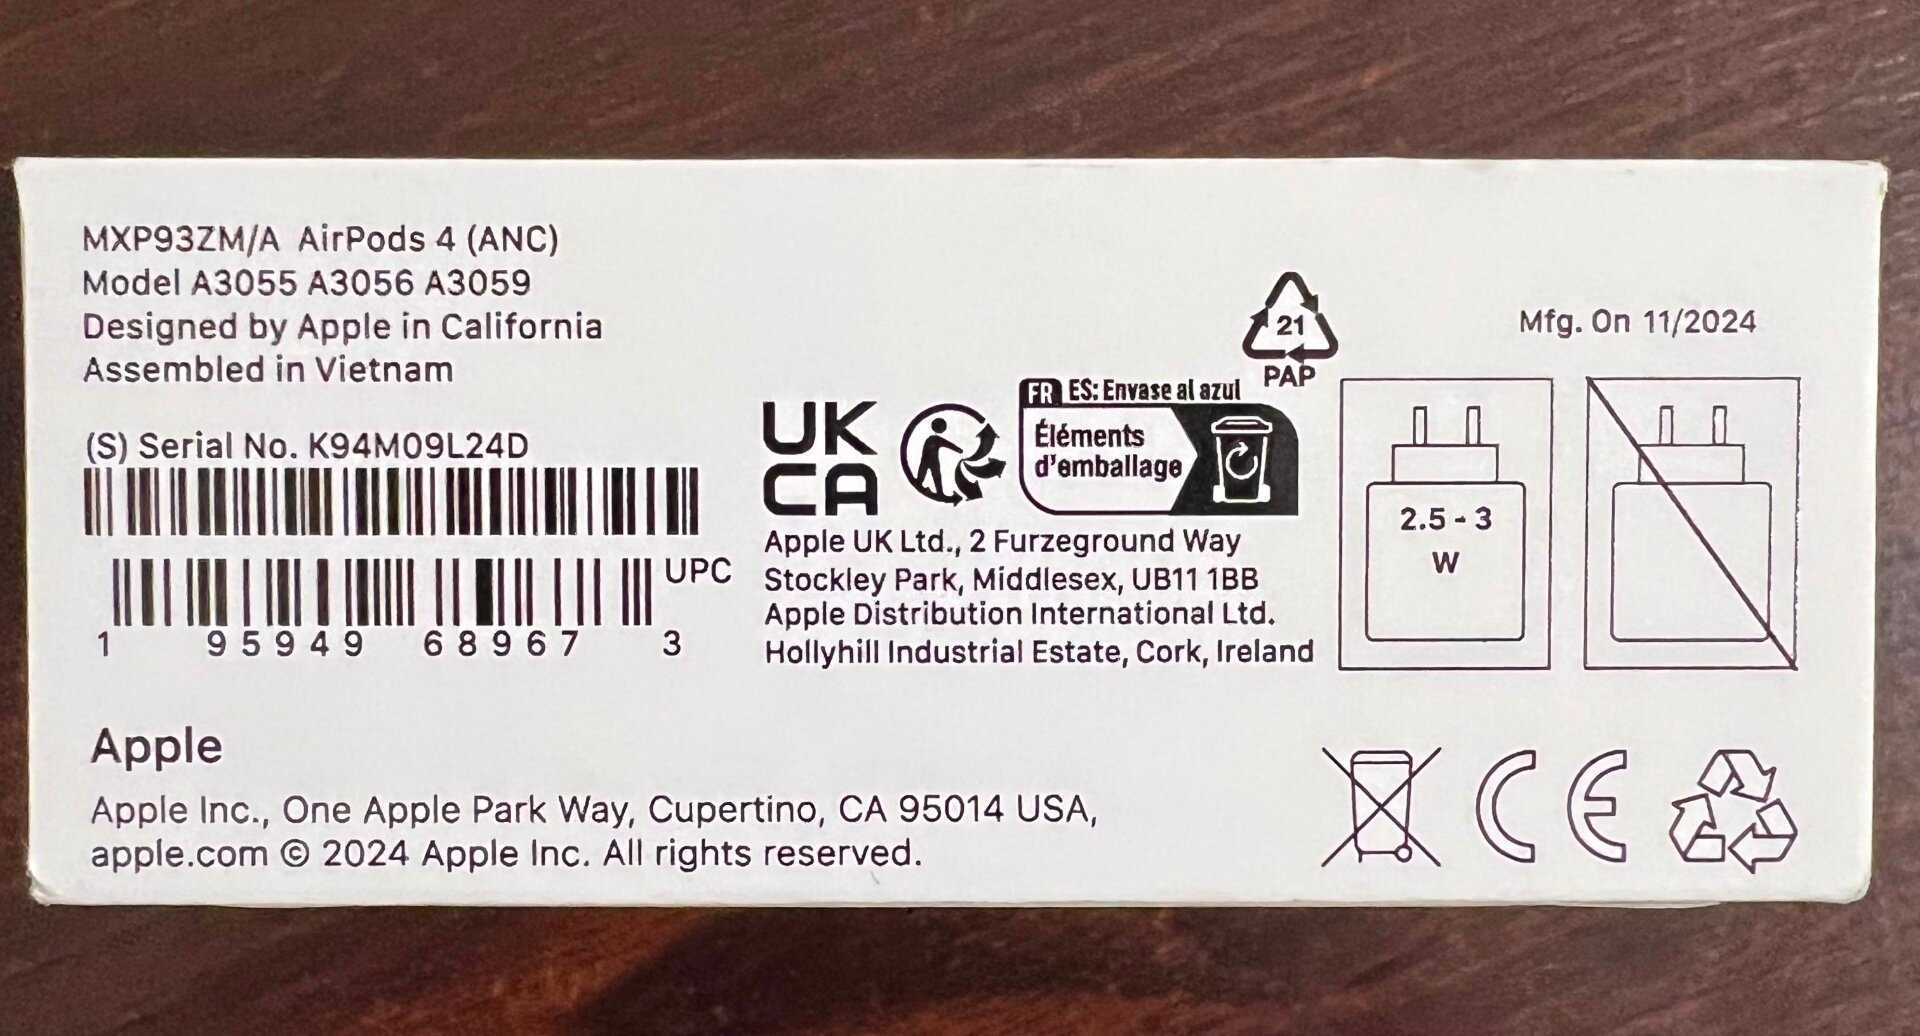 MXP93ZM/A AirPods 4 (ANC)
Model A3055 A3056 A3059
Designed by Apple in California
Assembled in Vietnam
(S) Serial No. K94M09L24D
UPC
1 95949 68967 3
UK
CA
FR ES: Envase al azul
Éléments
d'emballage
21
PAP
Apple UK Ltd., 2 Furzeground Way
Stockley Park, Middlesex, UB11 1BB
Apple Distribution International Ltd.
Hollyhill Industrial Estate, Cork, Ireland
Mfg. On 11/2024
2.5 - 3
W
Apple
Apple Inc., One Apple Park Way, Cupertino, CA 95014 USA,
apple.com © 2024 Apple Inc. All rights reserved.
CE